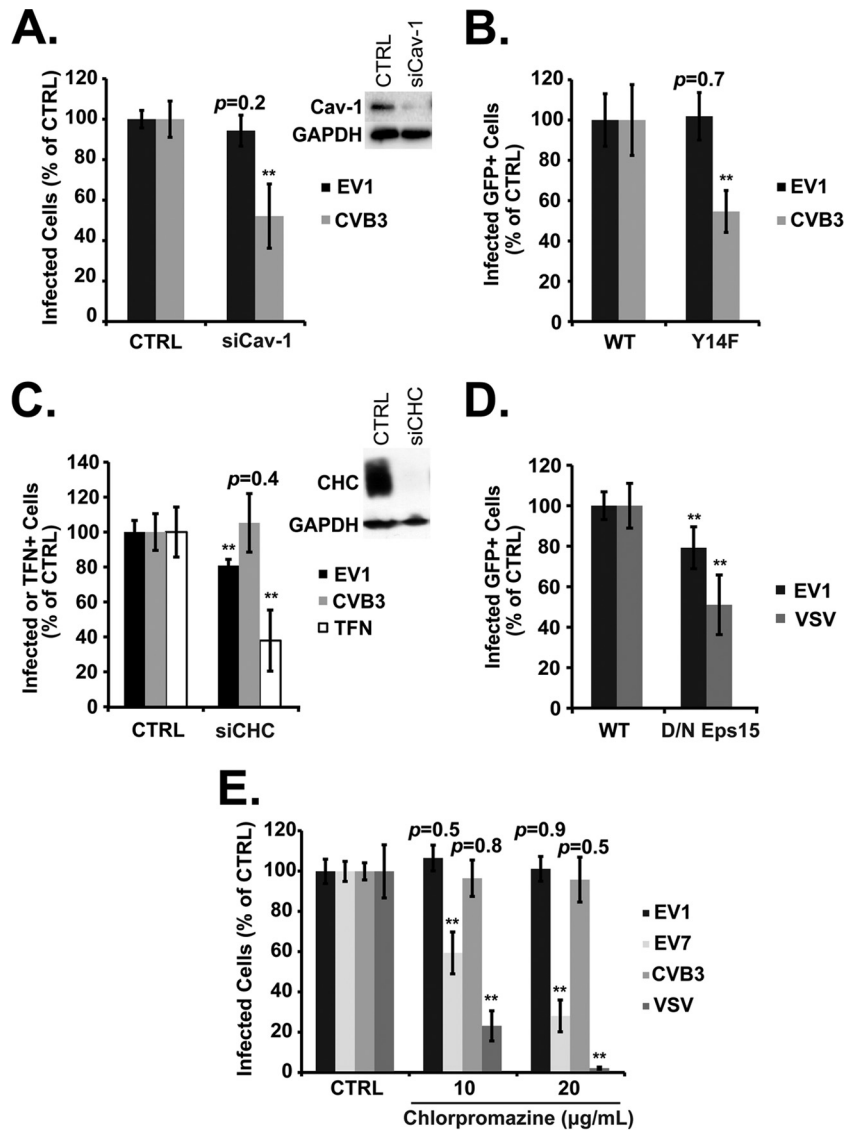 A.
Infected Cells (% of CTRL)
120
100
80
60
40
20
0
p=0.2
**
CTRL
siCav-1
CTRL
siCav-1
Cav-1
GAPDH
EV1
CVB3
B.
Infected GFP+ Cells
(% of CTRL)
120
100
80
60
40
20
0
p=0.7
**
WT
Y14F
EV1
CVB3
C.
Infected or TFN+ Cells
(% of CTRL)
140
120
100
80
60
40
20
0
p=0.4
**
**
CTRL
siCHC
CTRL
siCHC
CHC
GAPDH
EV1
CVB3
TFN
D.
Infected GFP+ Cells
(% of CTRL)
120
100
80
60
40
20
0
**
**
WT
D/N Eps15
EV1
VSV
E.
Infected Cells (% of CTRL)
120
100
80
60
40
20
0
p=0.5
p=0.8
**
**
p=0.9
p=0.5
**
**
CTRL
10
20
Chlorpromazine (µg/mL)
EV1
EV7
CVB3
VSV